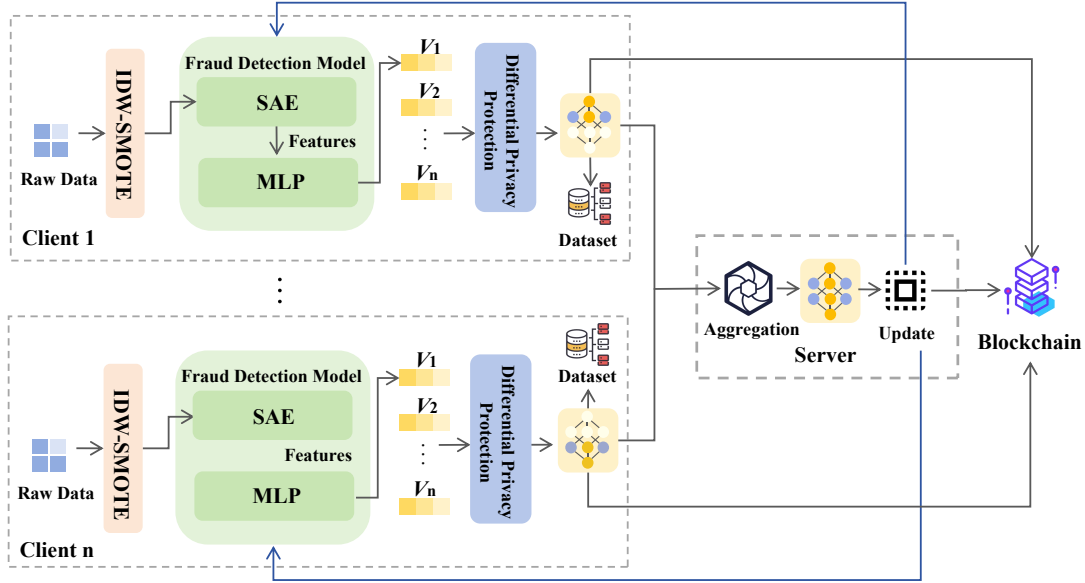 Raw Data
IDW-SMOTE
Fraud Detection Model
SAE
Features
MLP
V1
V2
Vn
Differential Privacy
Protection
Dataset
Client 1
Raw Data
IDW-SMOTE
Fraud Detection Model
SAE
Features
MLP
V1
V2
Vn
Differential Privacy
Protection
Dataset
Client n
Aggregation
Update
Server
Blockchain